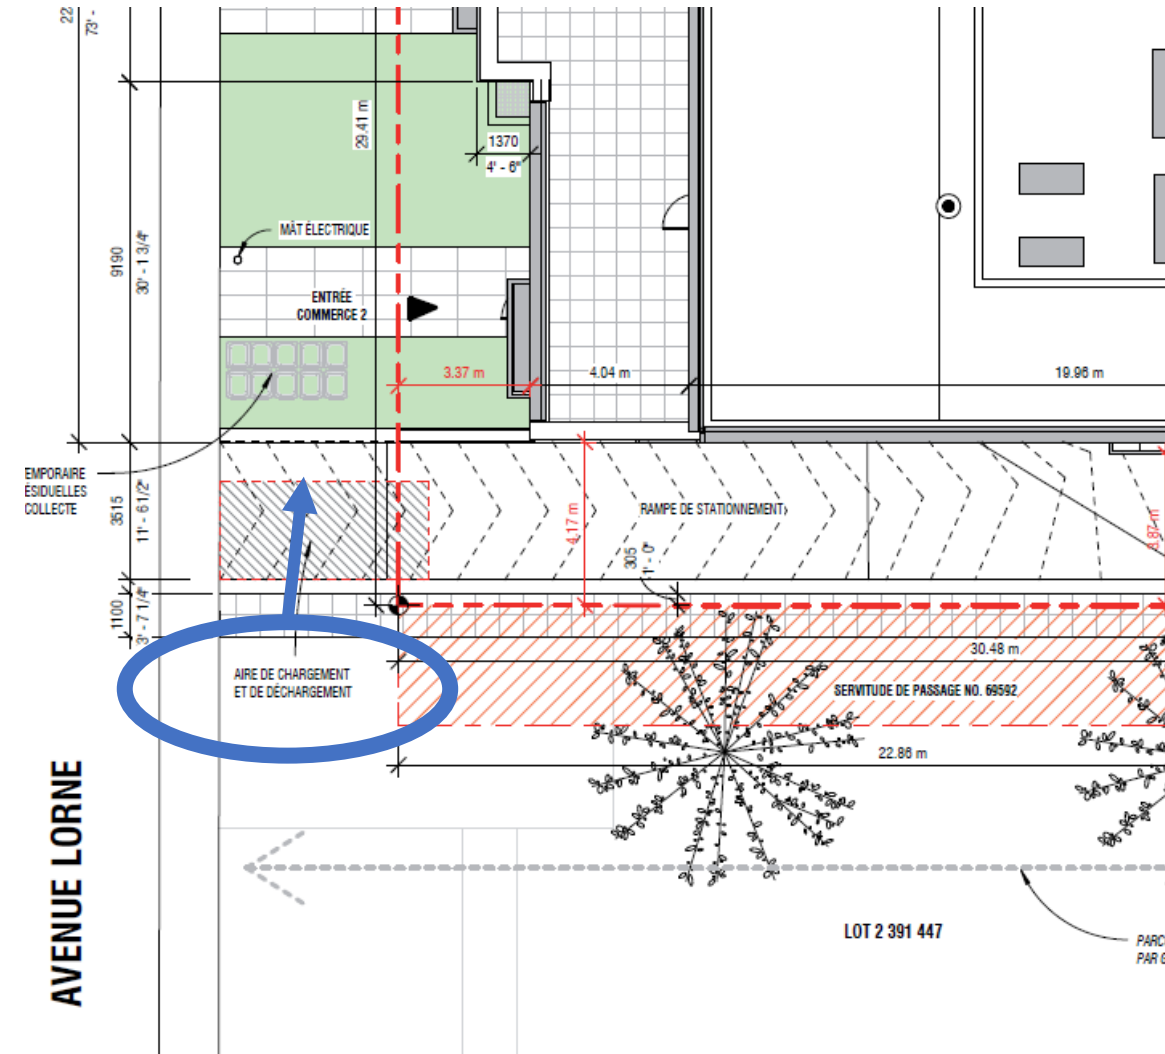 22
73' -
29.41 m
1370
4' - 6"
MÂT ÉLECTRIQUE
9190
30' - 1 3/4"
ENTRÉE
COMMERCE 2
3.37 m
4.04 m
19.96 m
EMPORAIRE
ÉSIDUELLES
COLLECTE
3515
11' - 6 1/2"
4.17 m
RAMPE DE STATIONNEMENT
305
1' - 0"
3.87 m
1100
3' - 7 1/4"
30.48 m
AIRE DE CHARGEMENT
ET DE DÉCHARGEMENT
SERVITUDE DE PASSAGE NO. 69592
22.86 m
AVENUE LORNE
LOT 2 391 447
PARC
PAR G